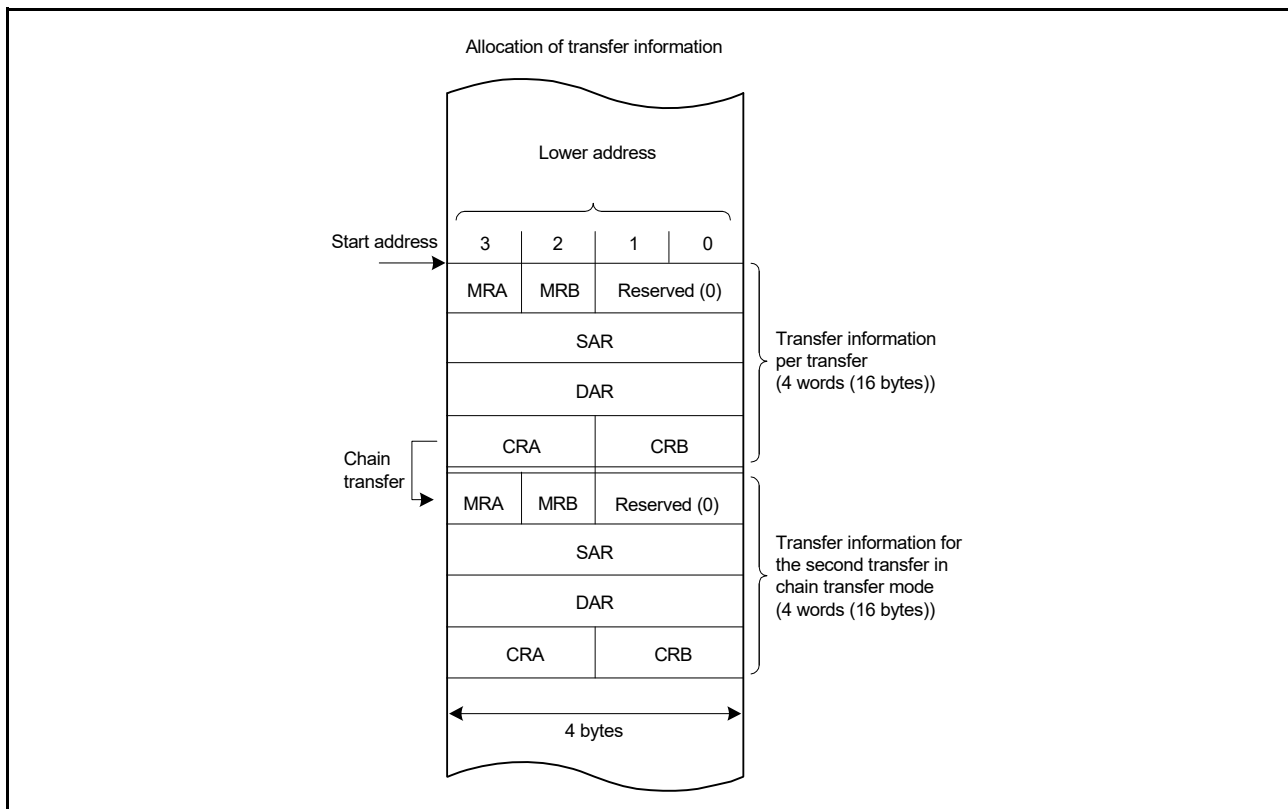 Allocation of transfer information
Lower address
Start address
3 2 1 0
MRA MRB Reserved (0)
SAR
DAR
CRA CRB
Transfer information
per transfer
(4 words (16 bytes))
Chain
transfer
MRA MRB Reserved (0)
SAR
DAR
CRA CRB
Transfer information for
the second transfer in
chain transfer mode
(4 words (16 bytes))
4 bytes